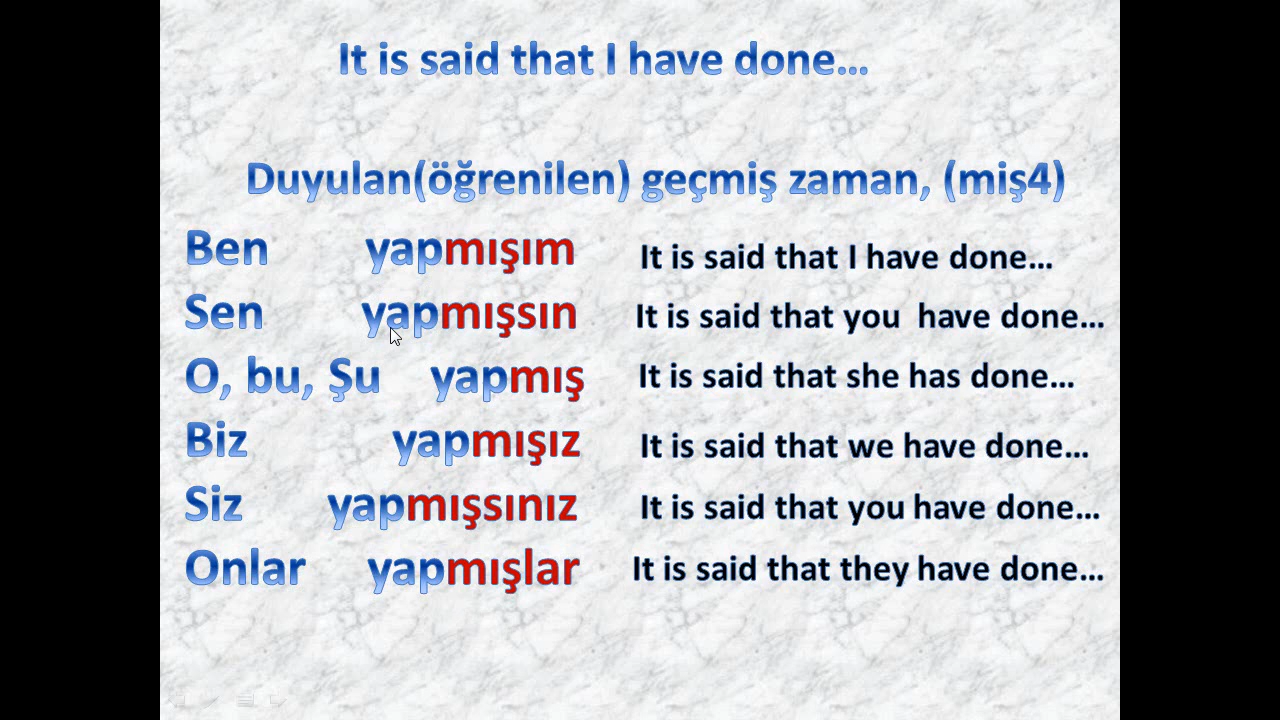 It is said that I have done...
Duyulan(öğrenilen) geçmiş zaman, (miş4)
Ben yapmışım It is said that I have done...
Sen yapmışsın It is said that you have done...
O, bu, Şu yapmış It is said that she has done...
Biz yapmışız It is said that we have done...
Siz yapmışsınız It is said that you have done...
Onlar yapmışlar It is said that they have done...